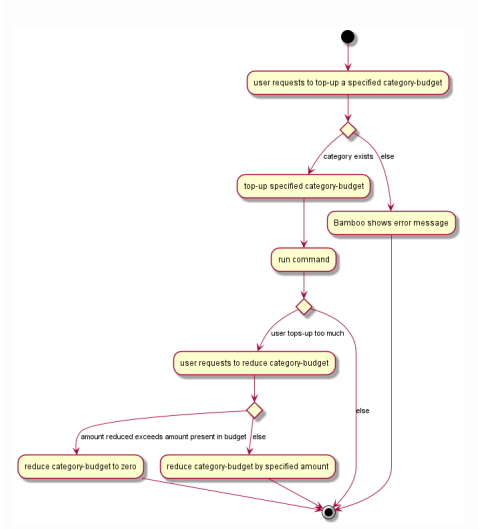 user requests to top-up a specified category-budget
category exists
else
top-up specified category-budget
Bamboo shows error message
run command
user tops-up too much
user requests to reduce category-budget
else
amount reduced exceeds amount present in budget
else
reduce category-budget to zero
reduce category-budget by specified amount